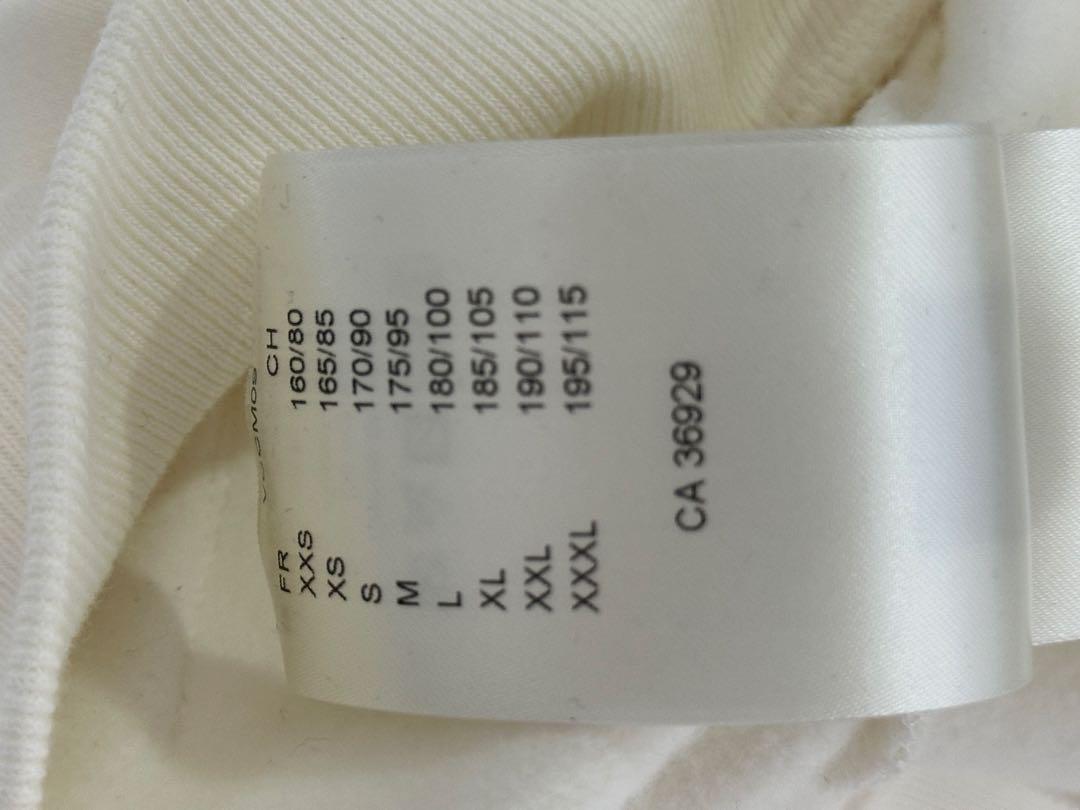 FR CH
XXS 160/80
XS 165/85
S 170/90
M 175/95
L 180/100
XL 185/105
XXL 190/110
XXXL 195/115
CA 36929